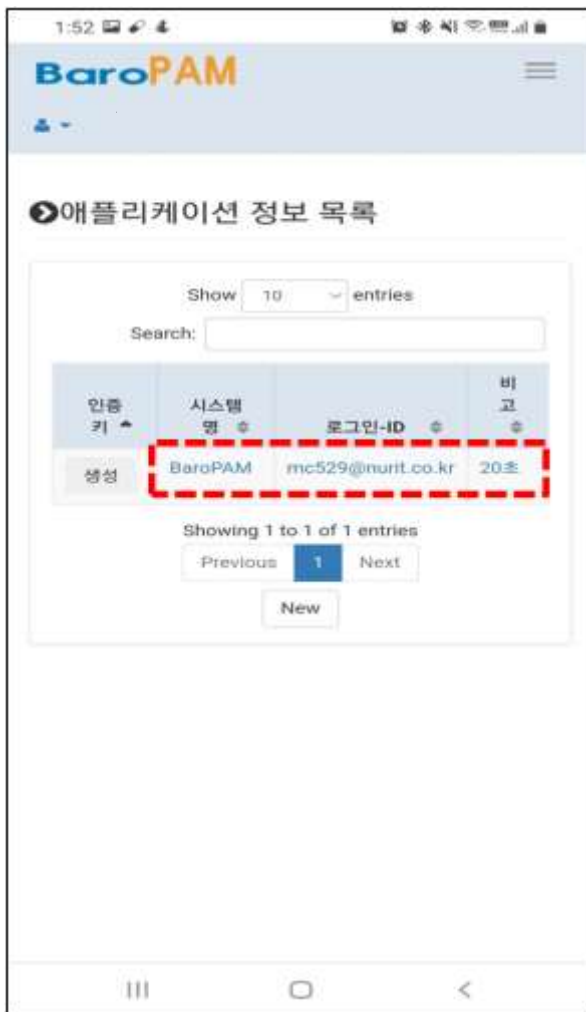 1:52
BaroPAM
애플리케이션 정보 목록
Show 10 entries
Search:
인증키 시스템명 로그인-ID 비고
생성 BaroPAM mc529@nurit.co.kr 20초
Showing 1 to 1 of 1 entries
Previous 1 Next
New